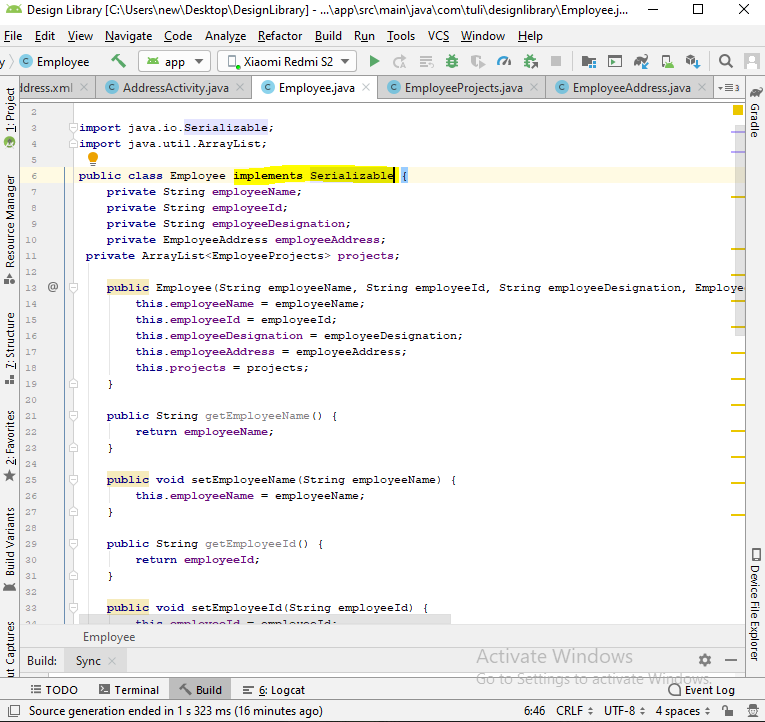 Design Library [C:\Users\new\Desktop\DesignLibrary] - ...\app\src\main\java\com\tuli\designlibrary\Employee.j...
File Edit View Navigate Code Analyze Refactor Build Run Tools VCS Window Help
y Employee app Xiaomi Redmi S2
ddress.xml AddressActivity.java Employee.java EmployeeProjects.java EmployeeAddress.java 3
1: Project
Resource Manager
7: Structure
2: Favorites
Build Variants
ut Captures
2
3 import java.io.Serializable;
4 import java.util.ArrayList;
5
6 public class Employee implements Serializable {
7 private String employeeName;
8 private String employeeId;
9 private String employeeDesignation;
10 private EmployeeAddress employeeAddress;
11 private ArrayList<EmployeeProjects> projects;
12
13 @ public Employee(String employeeName, String employeeId, String employeeDesignation, Employe
14 this.employeeName = employeeName;
15 this.employeeId = employeeId;
16 this.employeeDesignation = employeeDesignation;
17 this.employeeAddress = employeeAddress;
18 this.projects = projects;
19 }
20
21 public String getEmployeeName() {
22 return employeeName;
23 }
24
25 public void setEmployeeName(String employeeName) {
26 this.employeeName = employeeName;
27 }
28
29 public String getEmployeeId() {
30 return employeeId;
31 }
32
33 public void setEmployeeId(String employeeId) {
34 this.employeeId = employeeId;
Gradle
Device File Explorer
Employee
Build: Sync
Activate Windows
Go to Settings to activate Windows.
TODO Terminal Build 6: Logcat Event Log
Source generation ended in 1 s 323 ms (16 minutes ago) 6:46 CRLF UTF-8 4 spaces